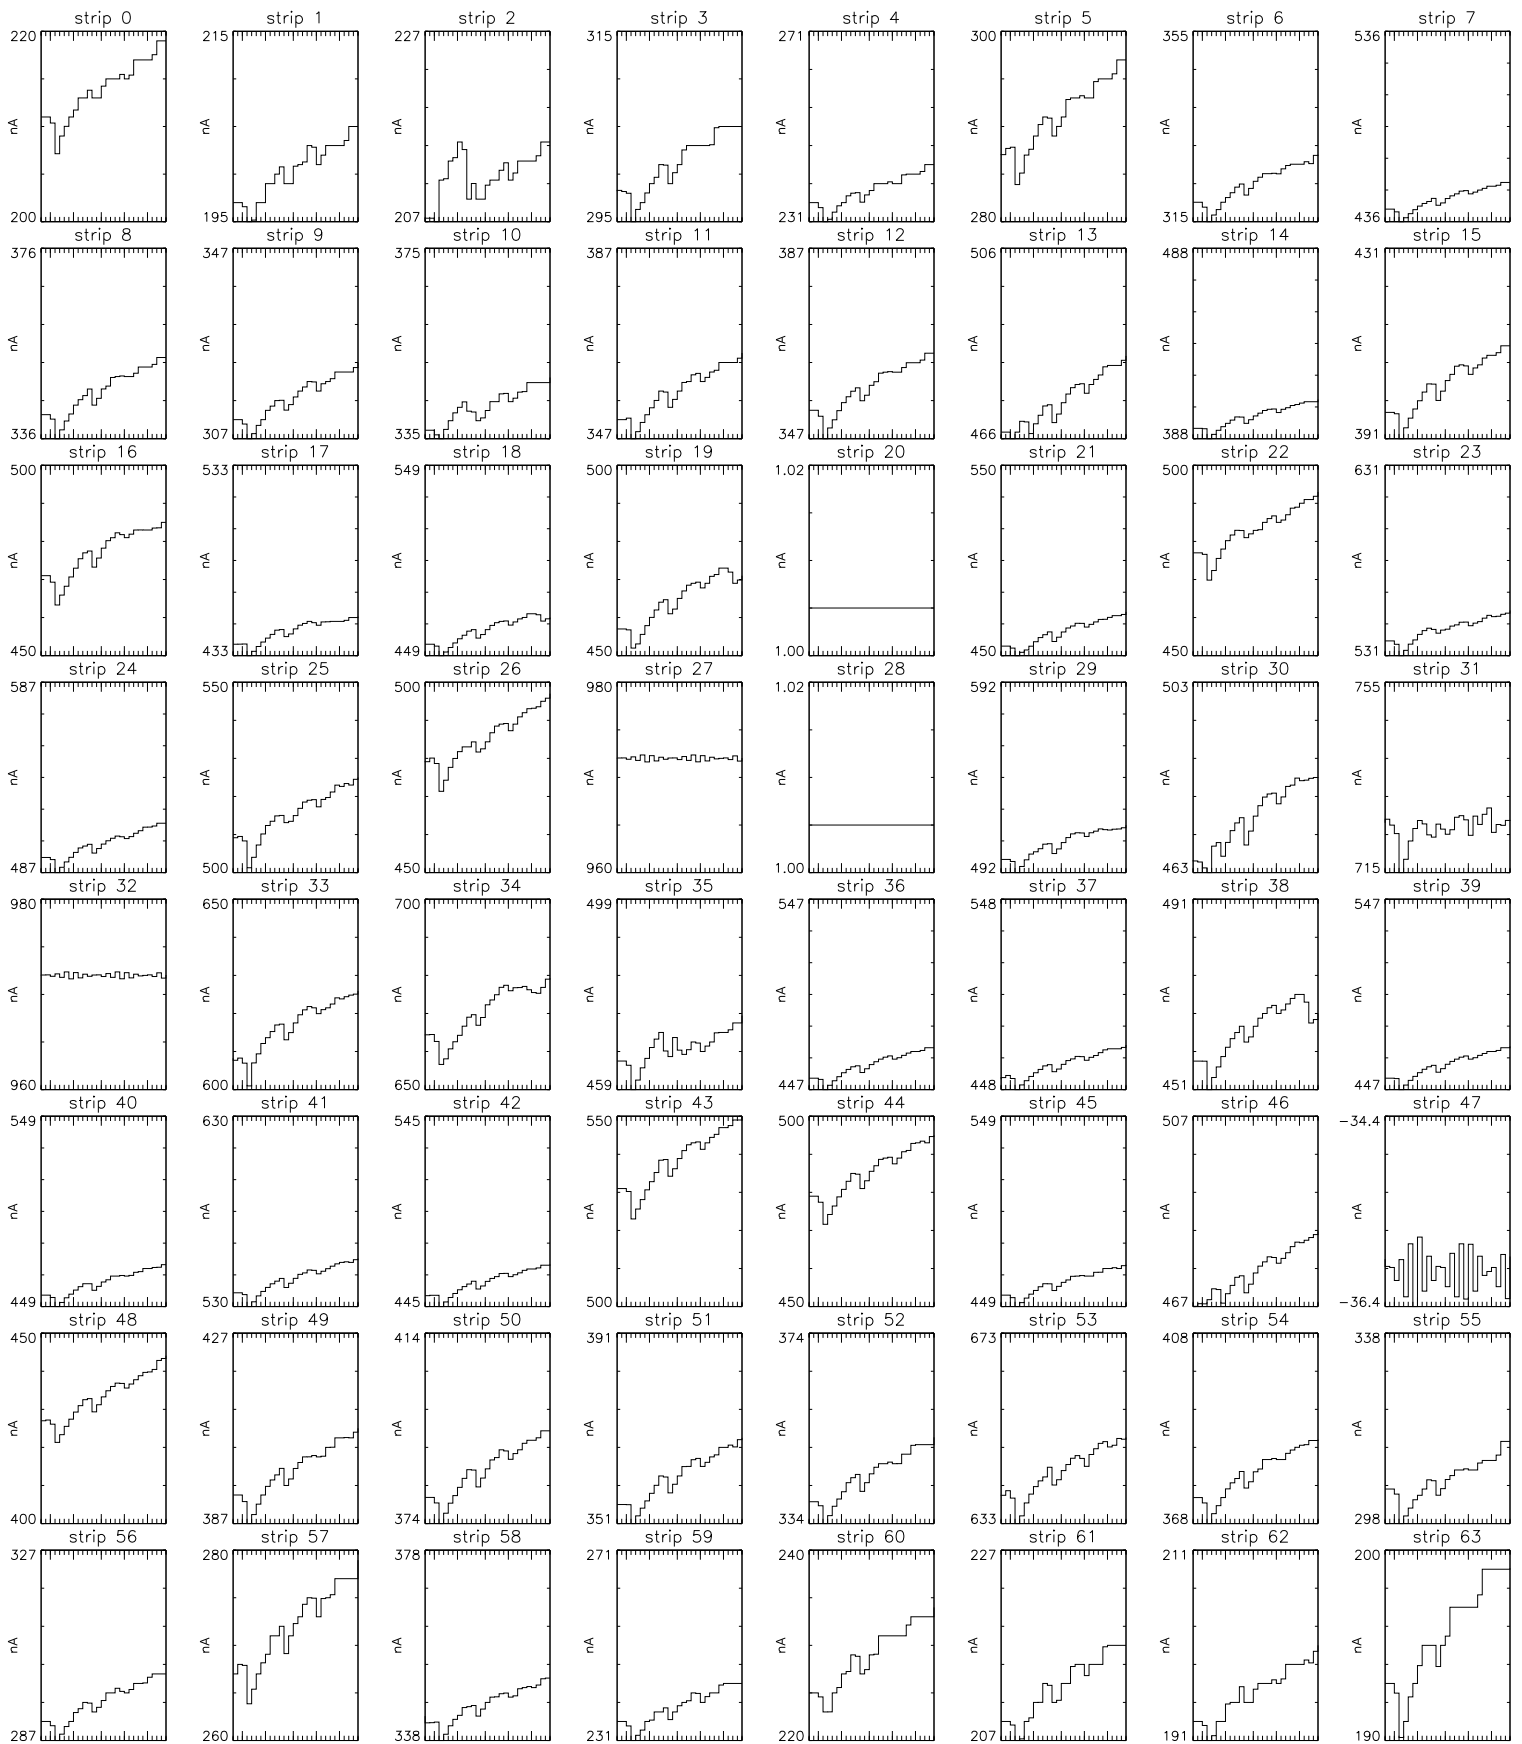 strip 0 strip 1 strip 2 strip 3 strip 4 strip 5 strip 6 strip 7
220 215 227 315 271 300 355 536
nA nA nA nA nA nA nA nA
200 195 207 295 231 280 315 436
strip 8 strip 9 strip 10 strip 11 strip 12 strip 13 strip 14 strip 15
376 347 375 387 387 506 488 431
nA nA nA nA nA nA nA nA
336 307 335 347 347 466 388 391
strip 16 strip 17 strip 18 strip 19 strip 20 strip 21 strip 22 strip 23
500 533 549 500 1.02 550 500 631
nA nA nA nA nA nA nA nA
450 433 449 450 1.00 450 450 531
strip 24 strip 25 strip 26 strip 27 strip 28 strip 29 strip 30 strip 31
587 550 500 980 1.02 592 503 755
nA nA nA nA nA nA nA nA
487 500 450 960 1.00 492 463 715
strip 32 strip 33 strip 34 strip 35 strip 36 strip 37 strip 38 strip 39
980 650 700 499 547 548 491 547
nA nA nA nA nA nA nA nA
960 600 650 459 447 448 451 447
strip 40 strip 41 strip 42 strip 43 strip 44 strip 45 strip 46 strip 47
549 630 545 550 500 549 507 −34.4
nA nA nA nA nA nA nA nA
449 530 445 500 450 449 467 −36.4
strip 48 strip 49 strip 50 strip 51 strip 52 strip 53 strip 54 strip 55
450 427 414 391 374 673 408 338
nA nA nA nA nA nA nA nA
400 387 374 351 334 633 368 298
strip 56 strip 57 strip 58 strip 59 strip 60 strip 61 strip 62 strip 63
327 280 378 271 240 227 211 200
nA nA nA nA nA nA nA nA
287 260 338 231 220 207 191 190